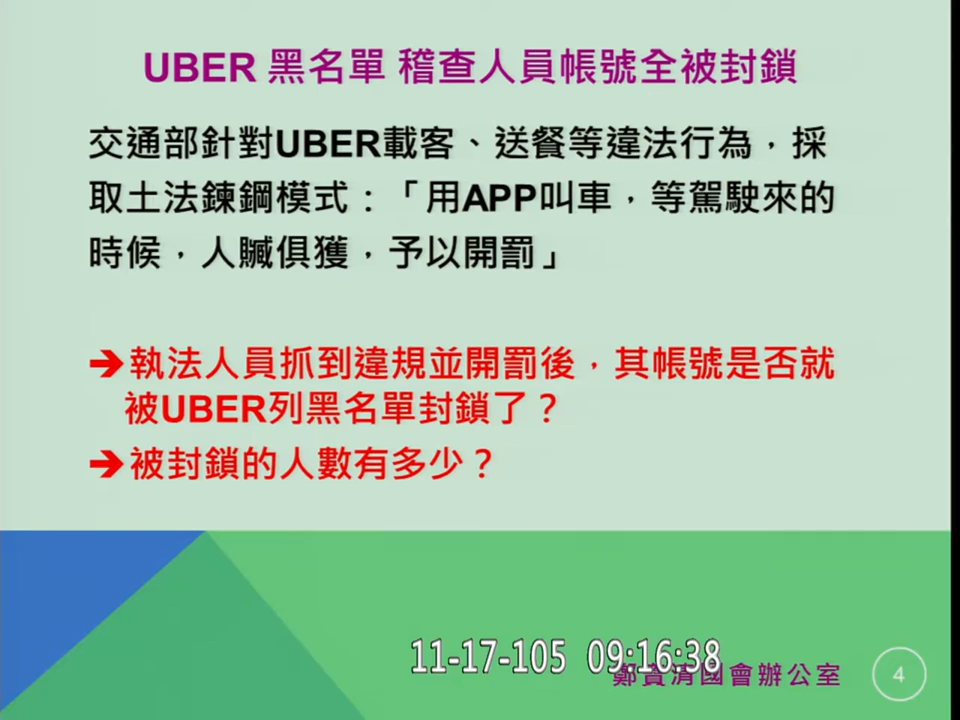 UBER 黑名單 稽查人員帳號全被封鎖
交通部針對UBER載客、送餐等違法行為，採
取土法鍊鋼模式：「用APP叫車，等駕駛來的
時候，人贓俱獲，予以開罰」
➔執法人員抓到違規並開罰後，其帳號是否就
被UBER列黑名單封鎖了？
➔被封鎖的人數有多少？
11-17-105 09:16:38
鄭寶清國會辦公室
4